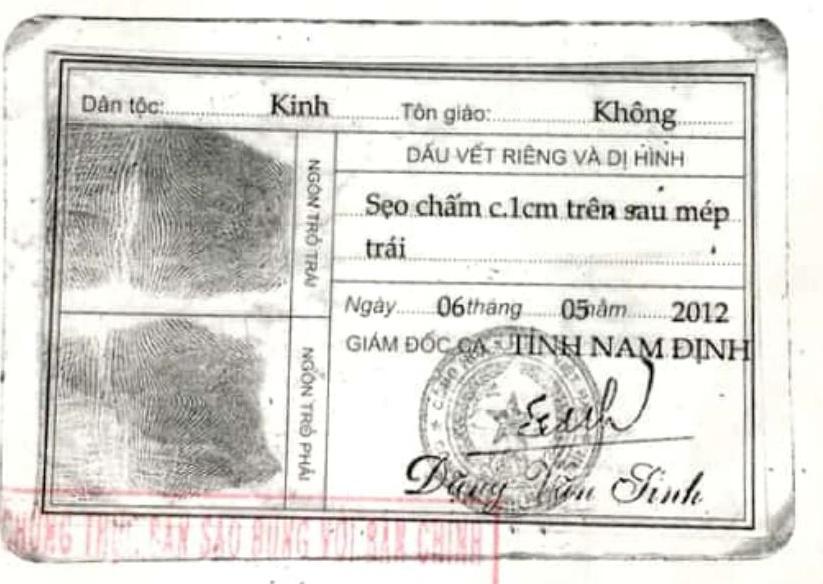 Dân tộc: Kinh Tôn giáo: Không
NGÓN TRỎ TRÁI
DẤU VẾT RIÊNG VÀ DỊ HÌNH
Sẹo chấm c.1cm trên sau mép
trái
Ngày 06 tháng 05 năm 2012
GIÁM ĐỐC CA TỈNH NAM ĐỊNH
NGÓN TRỎ PHẢI
Đặng Văn Sinh
CHỨNG THỰC BẢN SAO ĐÚNG VỚI BẢN CHÍNH